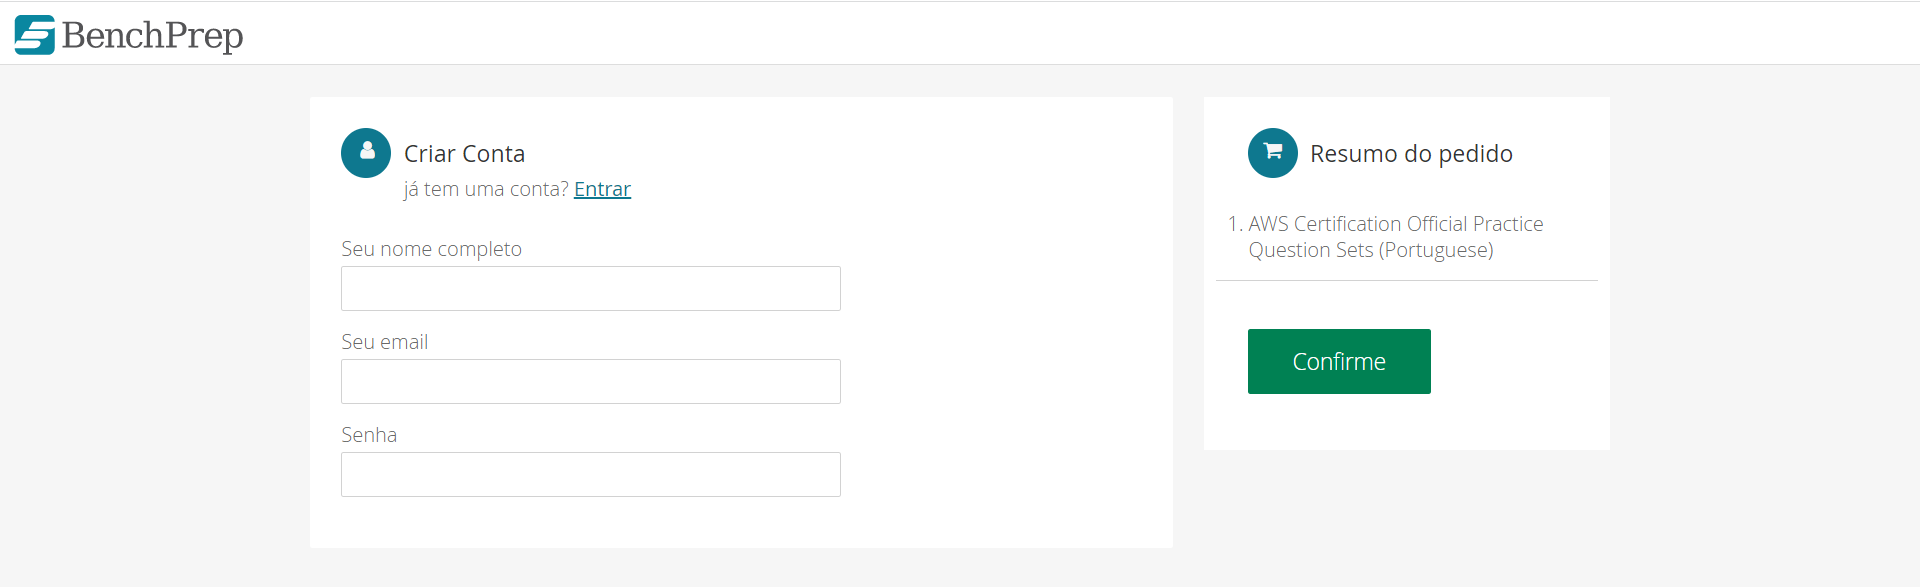 BenchPrep
Criar Conta
já tem uma conta? Entrar
Seu nome completo
Seu email
Senha
Resumo do pedido
1. AWS Certification Official Practice
Question Sets (Portuguese)
Confirme